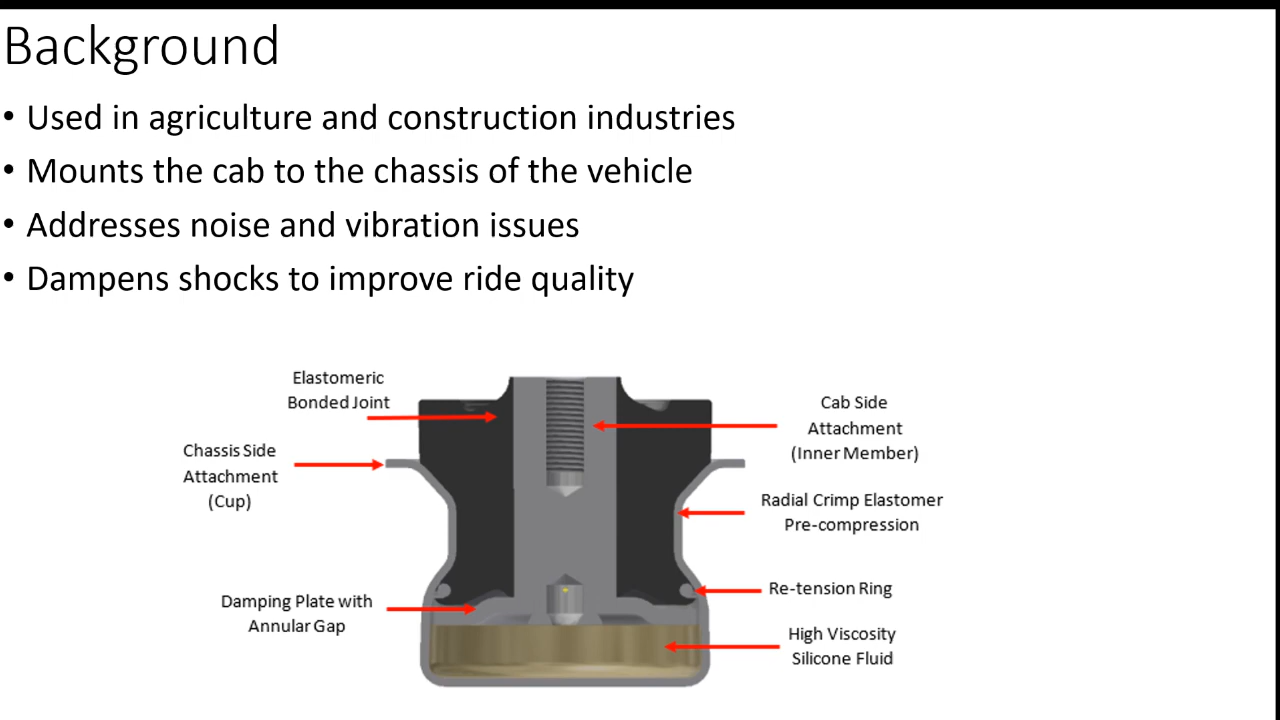 Background
• Used in agriculture and construction industries
• Mounts the cab to the chassis of the vehicle
• Addresses noise and vibration issues
• Dampens shocks to improve ride quality
Elastomeric
Bonded Joint
Chassis Side
Attachment
(Cup)
Damping Plate with
Annular Gap
Cab Side
Attachment
(Inner Member)
Radial Crimp Elastomer
Pre-compression
Re-tension Ring
High Viscosity
Silicone Fluid